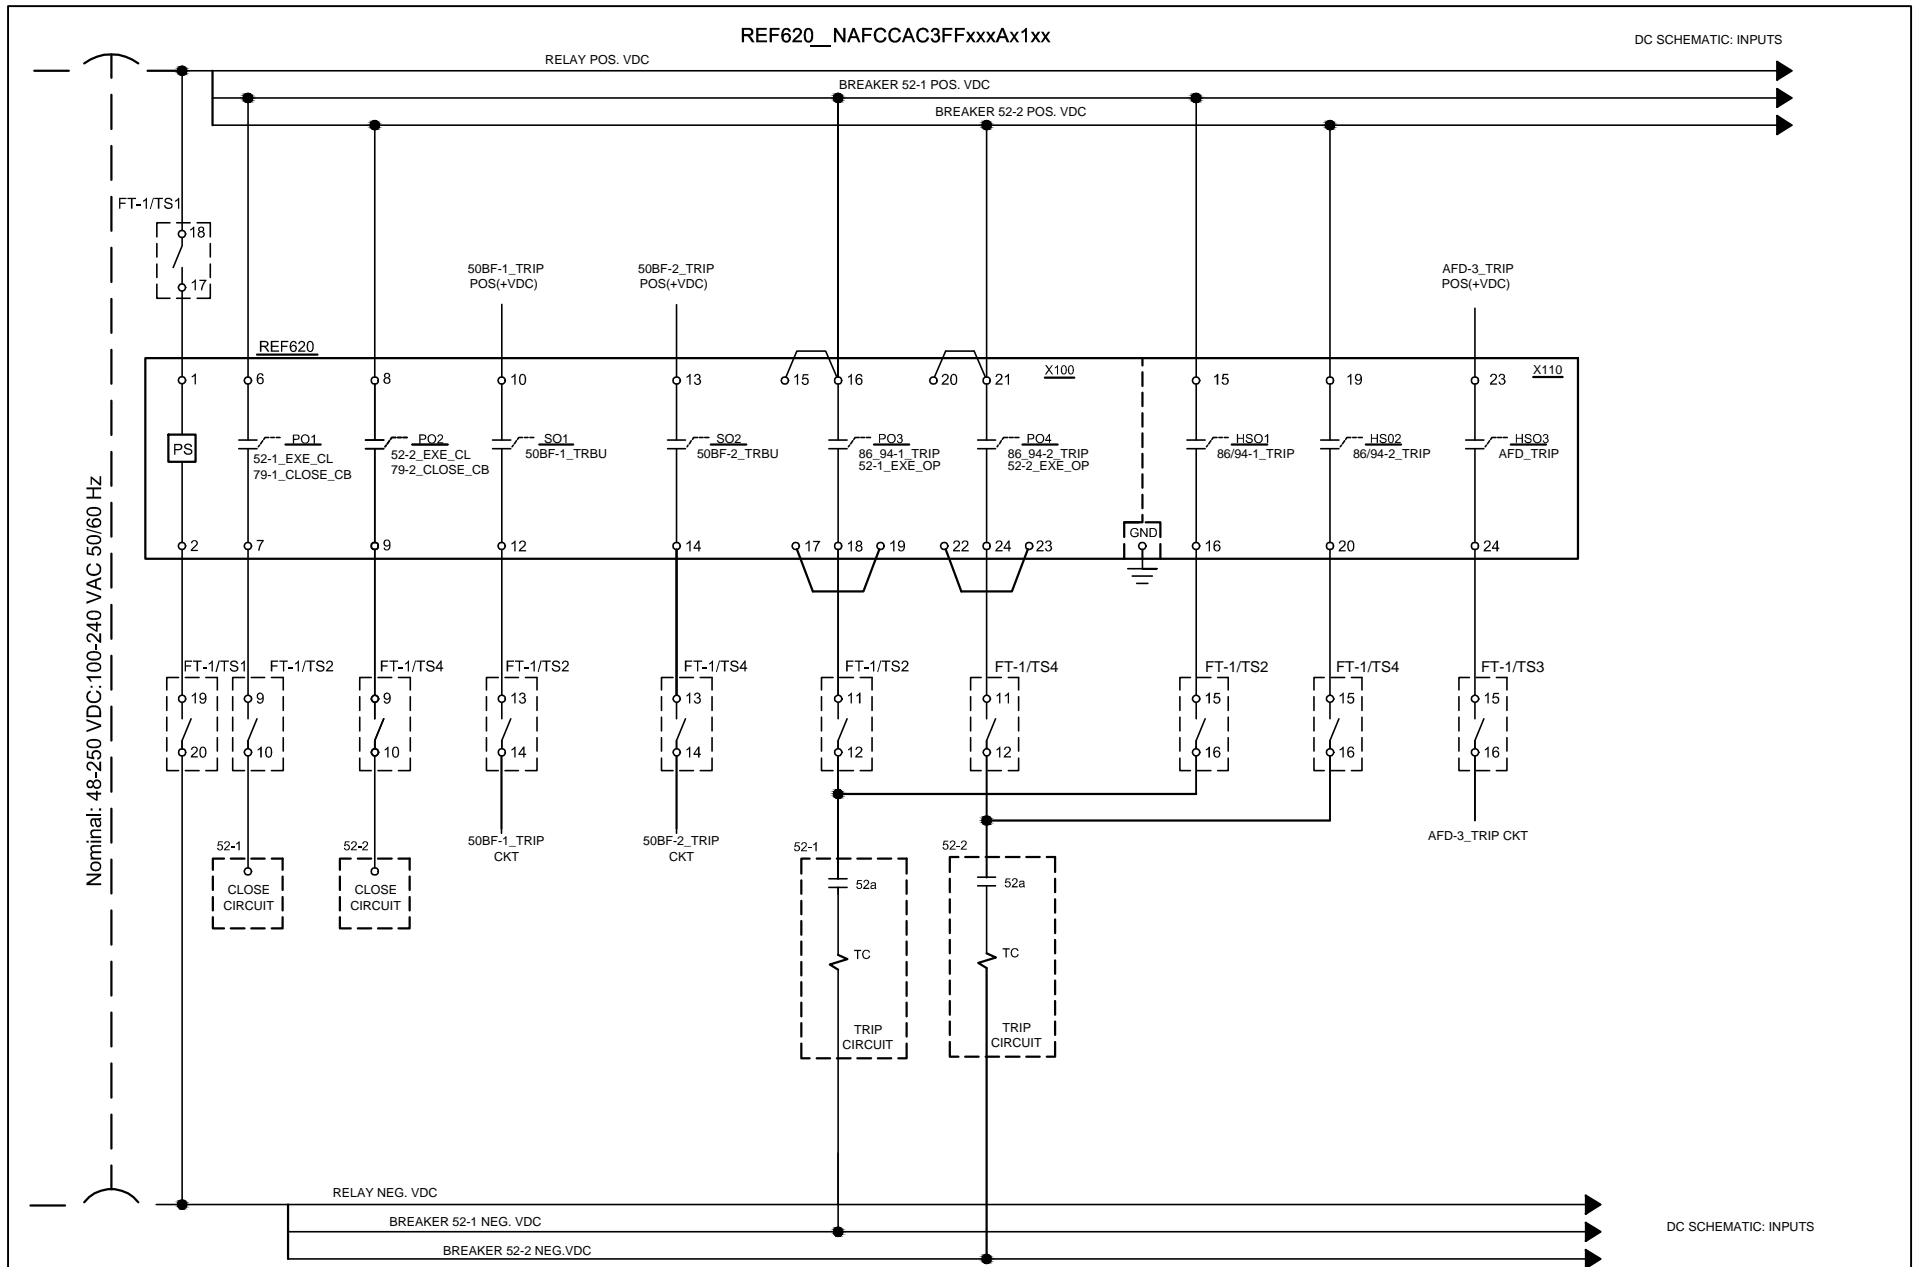 REF620__NAFCCAC3FFxxxAx1xx
DC SCHEMATIC: INPUTS
RELAY POS. VDC
BREAKER 52-1 POS. VDC
BREAKER 52-2 POS. VDC
FT-1/TS1
18
17
50BF-1_TRIP
POS(+VDC)
50BF-2_TRIP
POS(+VDC)
AFD-3_TRIP
POS(+VDC)
REF620
X100
X110
1
6
8
10
13
15
16
20
21
15
19
23
PS
PO1
52-1_EXE_CL
79-1_CLOSE_CB
PO2
52-2_EXE_CL
79-2_CLOSE_CB
SO1
50BF-1_TRBU
SO2
50BF-2_TRBU
PO3
86_94-1_TRIP
52-1_EXE_OP
PO4
86_94-2_TRIP
52-2_EXE_OP
HSO1
86/94-1_TRIP
HS02
86/94-2_TRIP
HSO3
AFD_TRIP
GND
2
7
9
12
14
17
18
19
22
24
23
16
20
24
Nominal: 48-250 VDC:100-240 VAC 50/60 Hz
FT-1/TS1
FT-1/TS2
FT-1/TS4
FT-1/TS2
FT-1/TS4
FT-1/TS2
FT-1/TS4
FT-1/TS2
FT-1/TS4
FT-1/TS3
19
9
9
13
13
11
11
15
15
15
20
10
10
14
14
12
12
16
16
16
50BF-1_TRIP
CKT
50BF-2_TRIP
CKT
AFD-3_TRIP CKT
52-1
CLOSE
CIRCUIT
52-2
CLOSE
CIRCUIT
52-1
52a
TC
TRIP
CIRCUIT
52-2
52a
TC
TRIP
CIRCUIT
RELAY NEG. VDC
BREAKER 52-1 NEG. VDC
BREAKER 52-2 NEG.VDC
DC SCHEMATIC: INPUTS